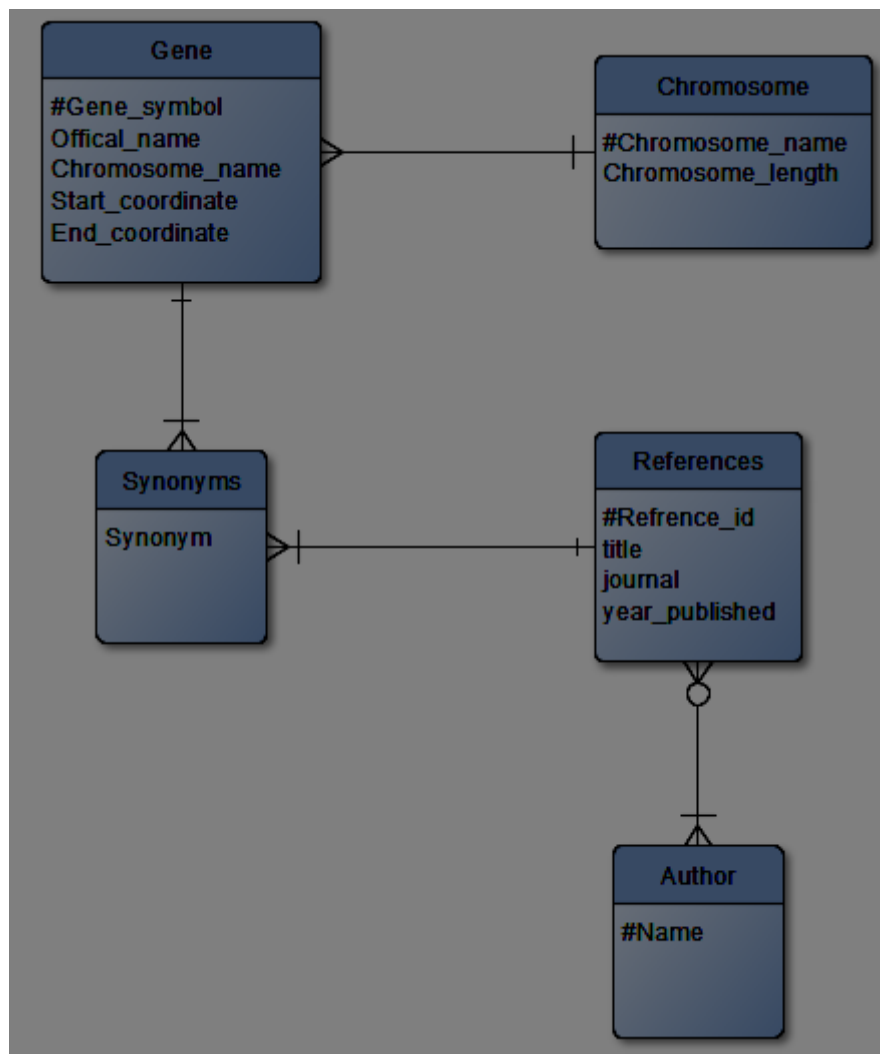 Gene
#Gene_symbol
Offical_name
Chromosome_name
Start_coordinate
End_coordinate
Chromosome
#Chromosome_name
Chromosome_length
Synonyms
Synonym
References
#Refrence_id
title
journal
year_published
Author
#Name